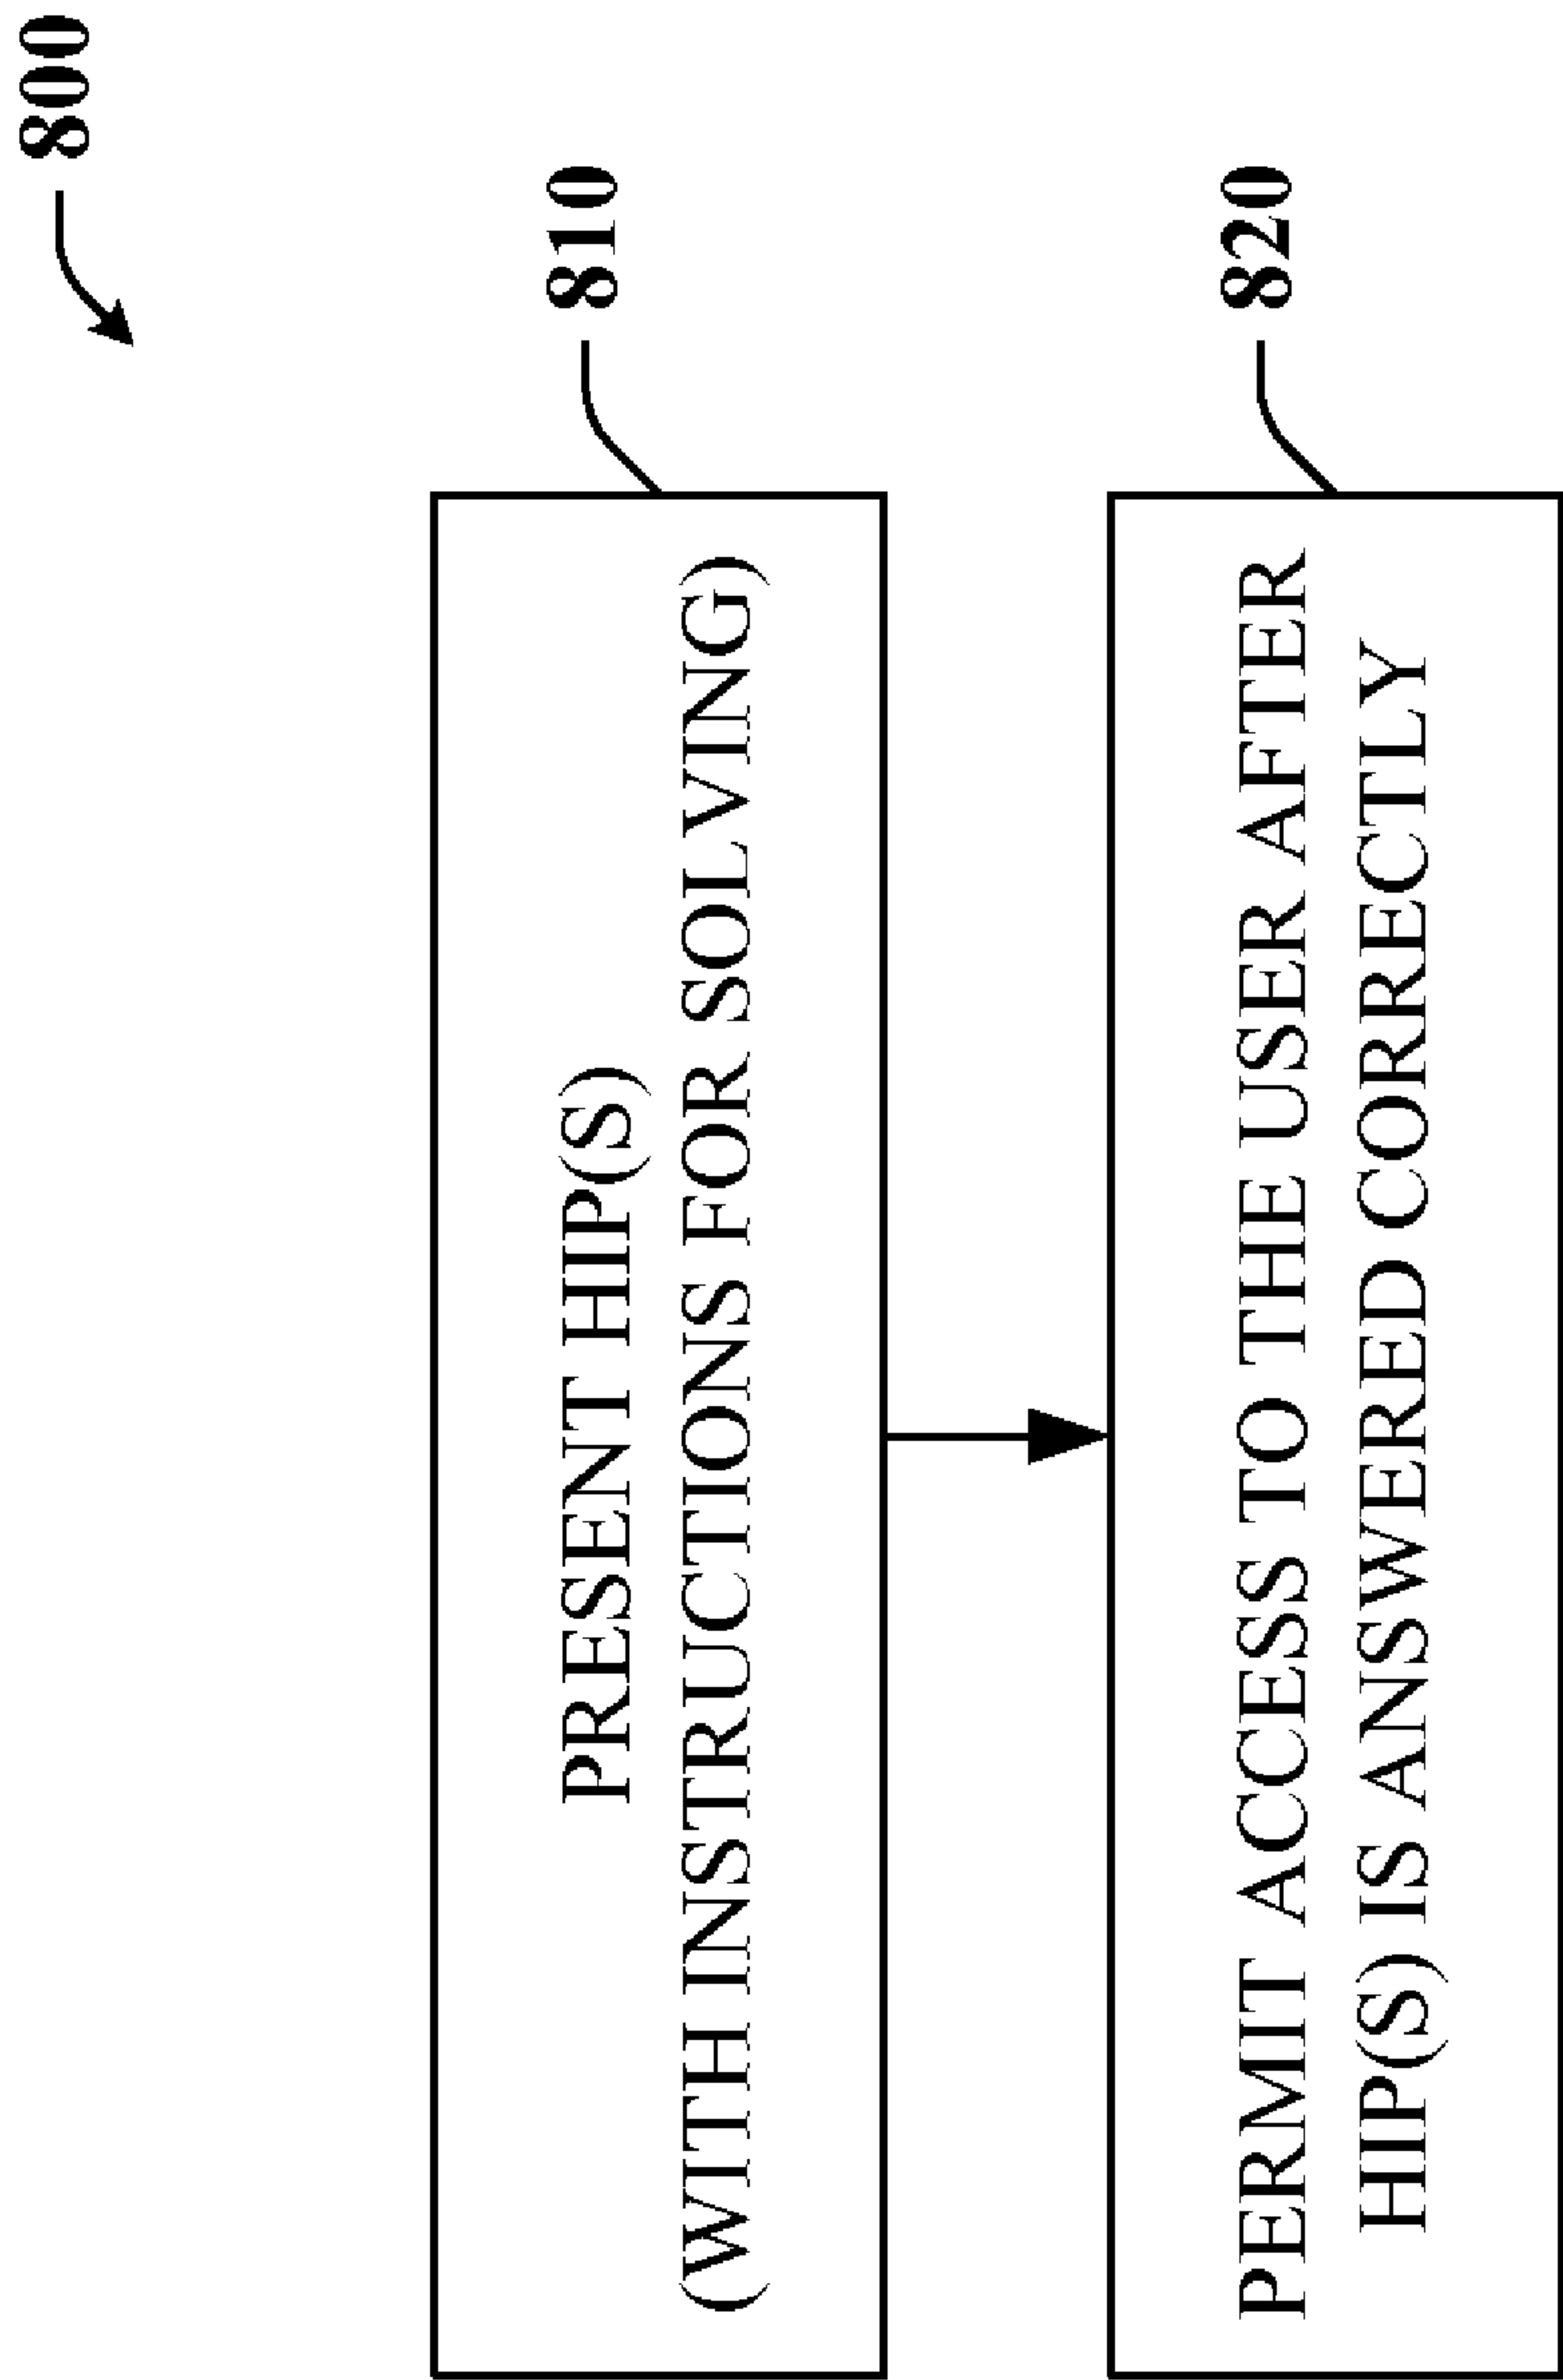 800
810
PRESENT HIP(S)
(WITH INSTRUCTIONS FOR SOLVING)
820
PERMIT ACCESS TO THE USER AFTER
HIP(S) IS ANSWERED CORRECTLY